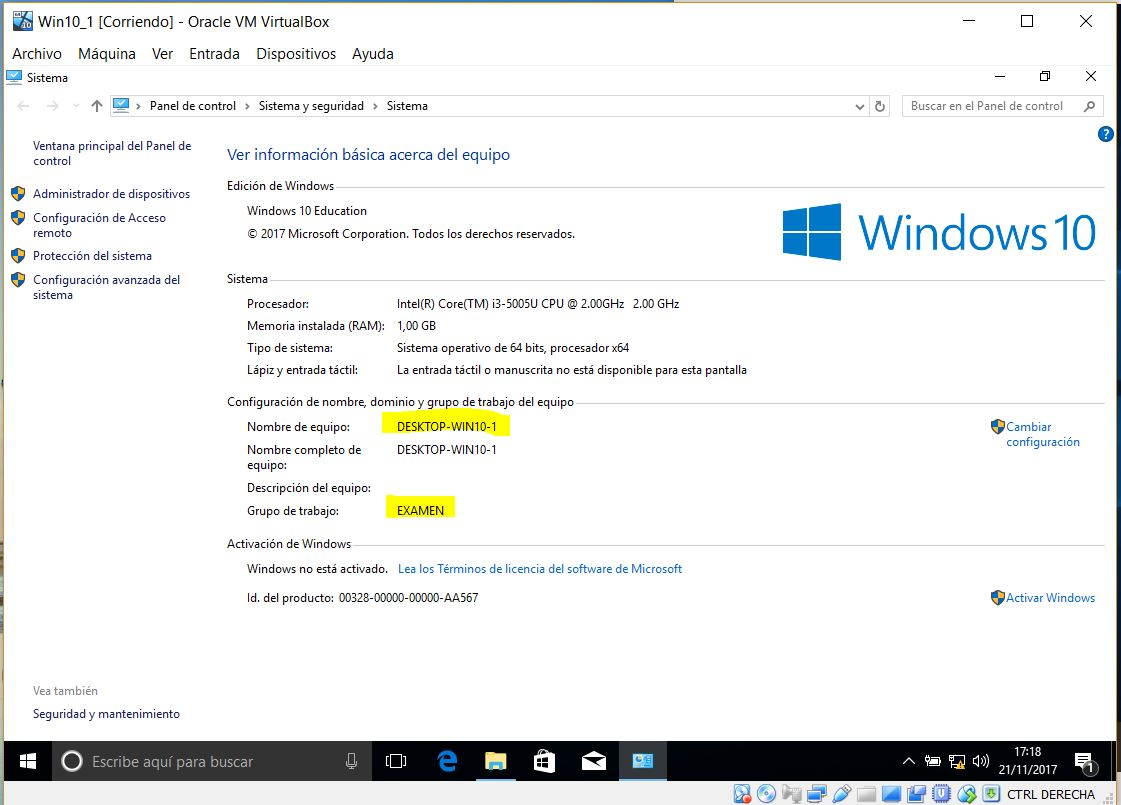 Win10_1 [Corriendo] - Oracle VM VirtualBox
Archivo Máquina Ver Entrada Dispositivos Ayuda
Sistema
Panel de control › Sistema y seguridad › Sistema
Buscar en el Panel de control
?
Ventana principal del Panel de
control
Administrador de dispositivos
Configuración de Acceso
remoto
Protección del sistema
Configuración avanzada del
sistema
Ver información básica acerca del equipo
Edición de Windows
Windows 10 Education
© 2017 Microsoft Corporation. Todos los derechos reservados.
Windows 10
Sistema
Procesador: Intel(R) Core(TM) i3-5005U CPU @ 2.00GHz 2.00 GHz
Memoria instalada (RAM): 1,00 GB
Tipo de sistema: Sistema operativo de 64 bits, procesador x64
Lápiz y entrada táctil: La entrada táctil o manuscrita no está disponible para esta pantalla
Configuración de nombre, dominio y grupo de trabajo del equipo
Nombre de equipo: DESKTOP-WIN10-1
Cambiar
configuración
Nombre completo de
equipo:
DESKTOP-WIN10-1
Descripción del equipo:
Grupo de trabajo: EXAMEN
Activación de Windows
Windows no está activado. Lea los Términos de licencia del software de Microsoft
Id. del producto: 00328-00000-00000-AA567
Activar Windows
Vea también
Seguridad y mantenimiento
Escribe aquí para buscar
17:18
21/11/2017
1
CTRL DERECHA